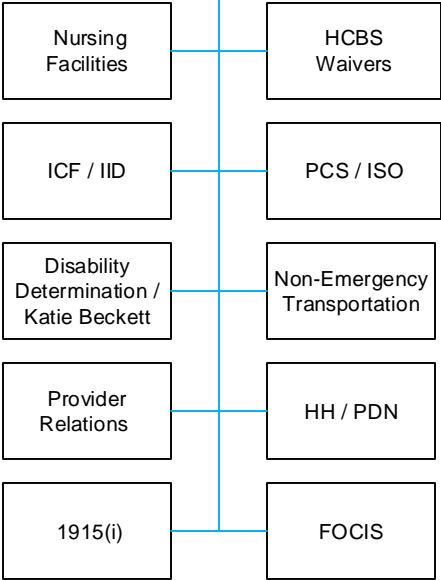 Nursing
Facilities
HCBS
Waivers
ICF / IID
PCS / ISO
Disability
Determination /
Katie Beckett
Non-Emergency
Transportation
Provider
Relations
HH / PDN
1915(i)
FOCIS